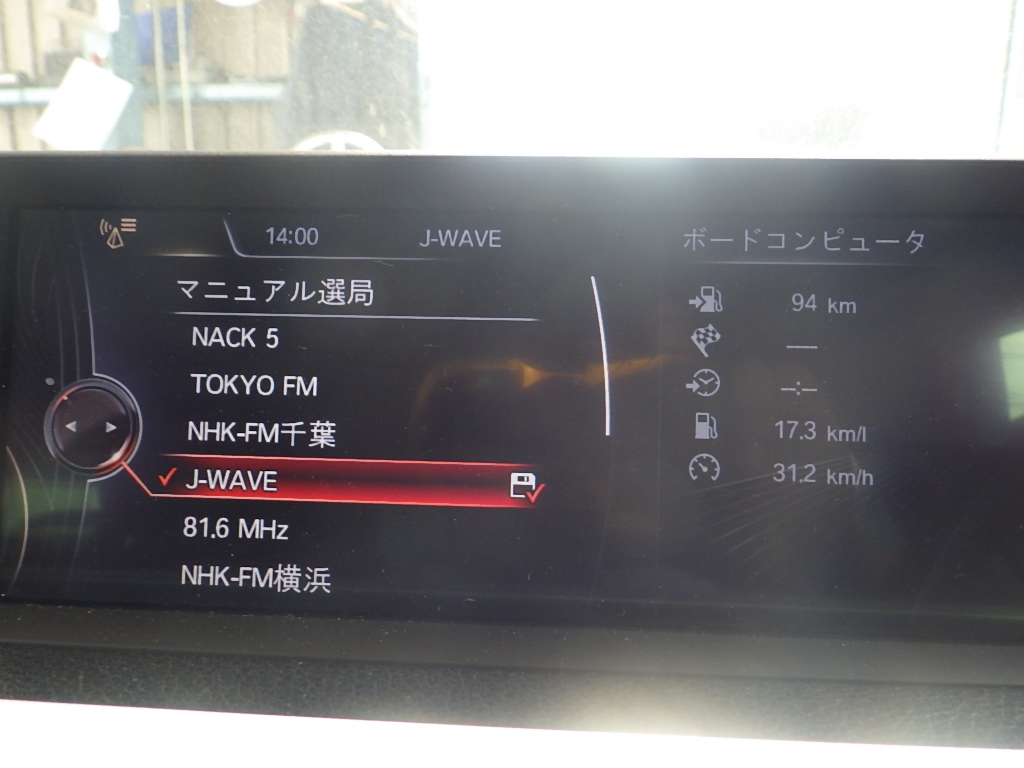 14:00 J-WAVE
マニュアル選局
NACK 5
TOKYO FM
NHK-FM千葉
J-WAVE
81.6 MHz
NHK-FM横浜
ボードコンピュータ
94 km
---
--:--
17.3 km/l
31.2 km/h